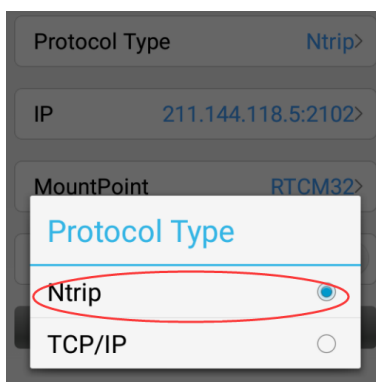 Protocol Type Ntrip>
IP 211.144.118.5:2102>
MountPoint RTCM32>
Protocol Type
Ntrip
TCP/IP